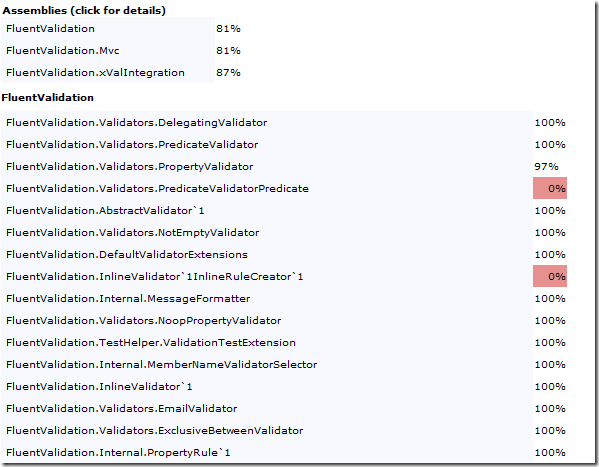 Assemblies (click for details)
FluentValidation 81%
FluentValidation.Mvc 81%
FluentValidation.xValIntegration 87%
FluentValidation
FluentValidation.Validators.DelegatingValidator 100%
FluentValidation.Validators.PredicateValidator 100%
FluentValidation.Validators.PropertyValidator 97%
FluentValidation.Validators.PredicateValidatorPredicate 0%
FluentValidation.AbstractValidator`1 100%
FluentValidation.Validators.NotEmptyValidator 100%
FluentValidation.DefaultValidatorExtensions 100%
FluentValidation.InlineValidator`1InlineRuleCreator`1 0%
FluentValidation.Internal.MessageFormatter 100%
FluentValidation.Validators.NoopPropertyValidator 100%
FluentValidation.TestHelper.ValidationTestExtension 100%
FluentValidation.Internal.MemberNameValidatorSelector 100%
FluentValidation.InlineValidator`1 100%
FluentValidation.Validators.EmailValidator 100%
FluentValidation.Validators.ExclusiveBetweenValidator 100%
FluentValidation.Internal.PropertyRule`1 100%